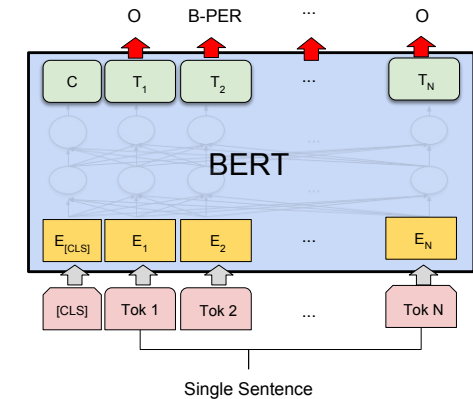 O B-PER ... O
C T1 T2 ... TN
...
BERT
...
E[CLS] E1 E2 ... EN
[CLS] Tok 1 Tok 2 ... Tok N
Single Sentence